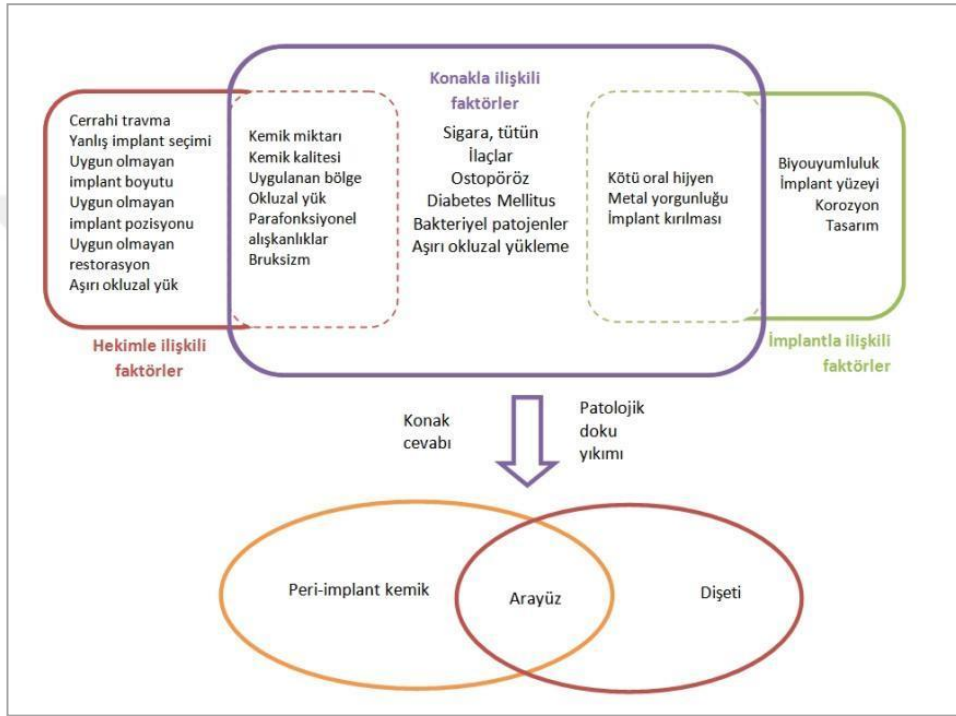 Konakla ilişkili
faktörler
Cerrahi travma
Yanlış implant seçimi
Uygun olmayan
implant boyutu
Uygun olmayan
implant pozisyonu
Uygun olmayan
restorasyon
Aşırı okluzal yük
Hekimle ilişkili
faktörler
Kemik miktarı
Kemik kalitesi
Uygulanan bölge
Okluzal yük
Parafonksiyonel
alışkanlıklar
Bruksizm
Sigara, tütün
İlaçlar
Ostopöröz
Diabetes Mellitus
Bakteriyel patojenler
Aşırı okluzal yükleme
Kötü oral hijyen
Metal yorgunluğu
İmplant kırılması
Biyouyumluluk
İmplant yüzeyi
Korozyon
Tasarım
İmplantla ilişkili
faktörler
Konak
cevabı
Patolojik
doku
yıkımı
Peri-implant kemik
Arayüz
Dişeti